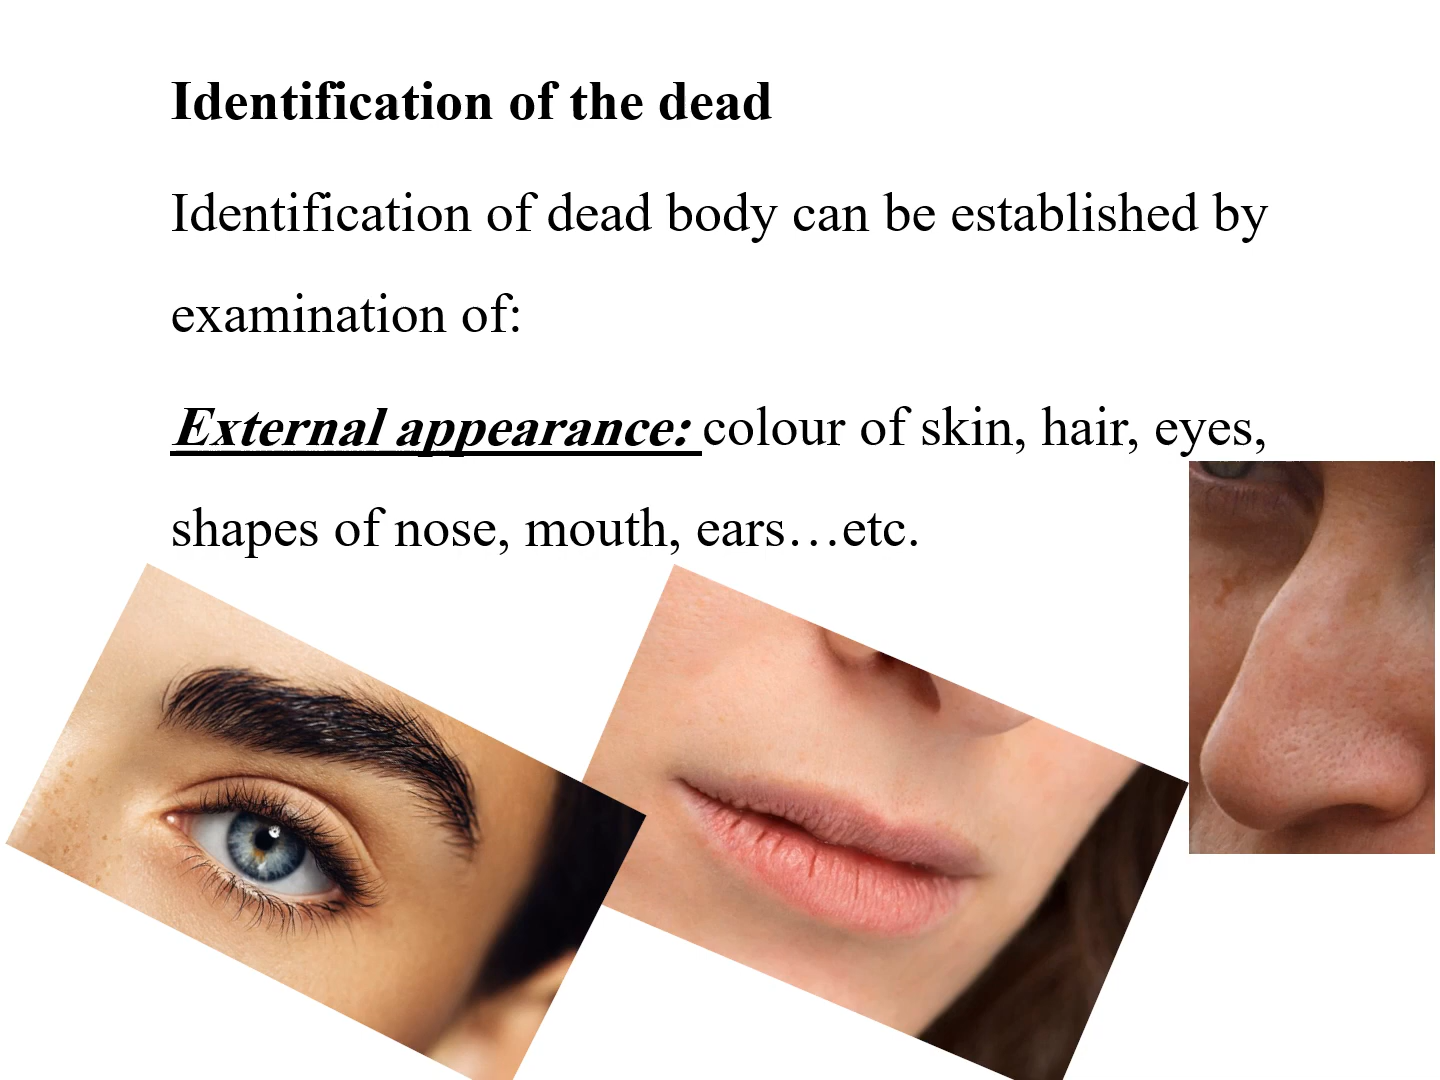 Identification of the dead
Identification of dead body can be established by
examination of:
External appearance: colour of skin, hair, eyes,
shapes of nose, mouth, ears…etc.